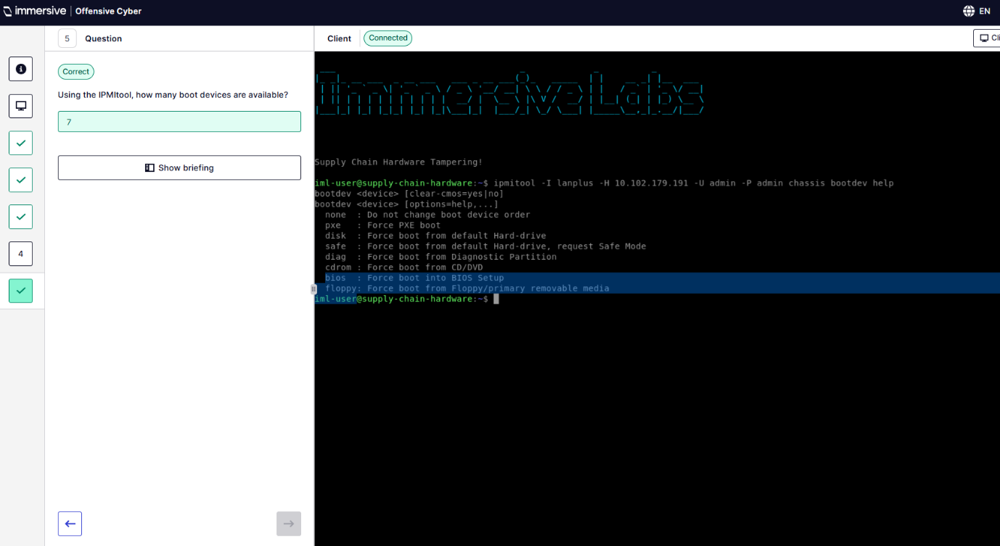 immersive | Offensive Cyber
EN
5 Question
Client Connected
Cli
Correct
Using the IPMItool, how many boot devices are available?
7
Show briefing
4
Immersive Labs
Supply Chain Hardware Tampering!
iml-user@supply-chain-hardware:~$ ipmitool -I lanplus -H 10.102.179.191 -U admin -P admin chassis bootdev help
bootdev <device> [clear-cmos=yes|no]
bootdev <device> [options=help,...]
none : Do not change boot device order
pxe : Force PXE boot
disk : Force boot from default Hard-drive
safe : Force boot from default Hard-drive, request Safe Mode
diag : Force boot from Diagnostic Partition
cdrom : Force boot from CD/DVD
bios : Force boot into BIOS Setup
floppy: Force boot from Floppy/primary removable media
iml-user@supply-chain-hardware:~$